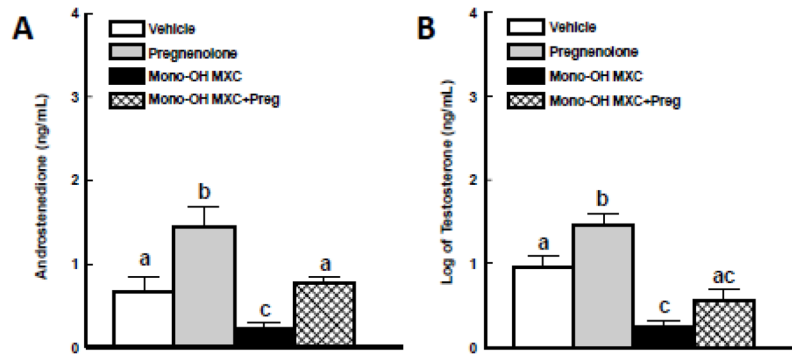 A
Androstenedione (ng/mL)
4
3
2
1
0
Vehicle
Pregnenolone
Mono-OH MXC
Mono-OH MXC+Preg
a
b
c
a
B
Log of Testosterone (ng/mL)
4
3
2
1
0
Vehicle
Pregnenolone
Mono-OH MXC
Mono-OH MXC+Preg
a
b
c
ac